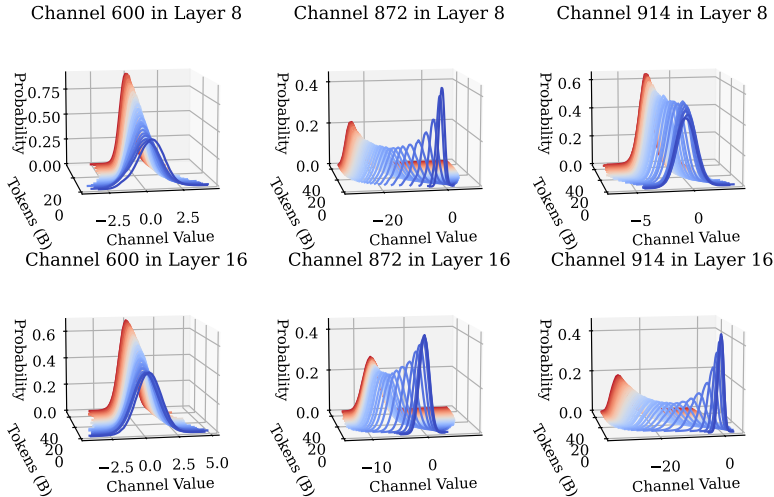 Channel 600 in Layer 8
Probability
0.75
0.50
0.25
0.00
Tokens (B)
20
0
−2.5 0.0 2.5
Channel Value
Channel 872 in Layer 8
Probability
0.4
0.2
0.0
Tokens (B)
40
20
0
−20 0
Channel Value
Channel 914 in Layer 8
Probability
0.6
0.4
0.2
0.0
Tokens (B)
40
20
0
−5 0
Channel Value
Channel 600 in Layer 16
Probability
0.6
0.4
0.2
0.0
Tokens (B)
40
20
0
−2.5 0.0 2.5 5.0
Channel Value
Channel 872 in Layer 16
Probability
0.4
0.2
0.0
Tokens (B)
40
20
0
−10 0
Channel Value
Channel 914 in Layer 16
Probability
0.4
0.2
0.0
Tokens (B)
40
20
0
−20 0
Channel Value